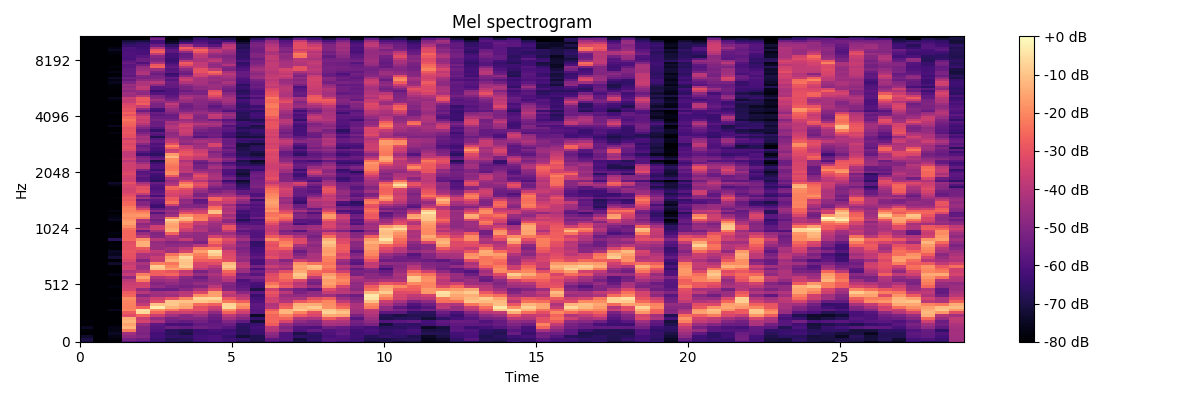 Mel spectrogram
+0 dB
8192
-10 dB
4096
-20 dB
-30 dB
2048
Hz
-40 dB
1024
-50 dB
-60 dB
512
-70 dB
0
-80 dB
0 5 10 15 20 25
Time